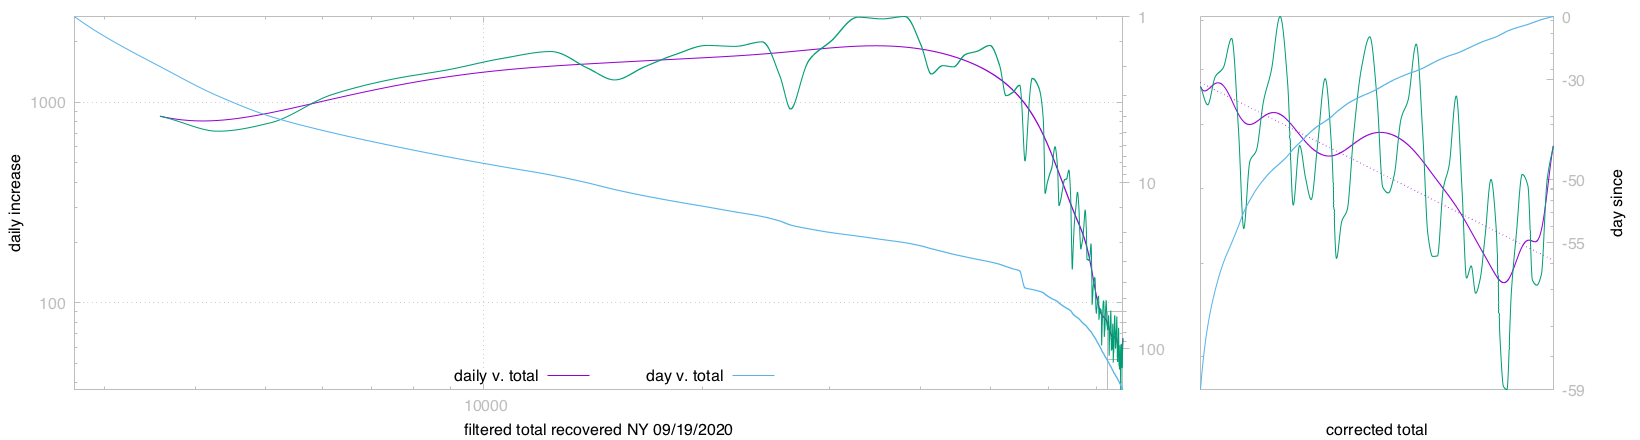 1
0
-30
1000
daily increase
10
-50
day since
-55
100
100
daily v. total
day v. total
-59
10000
filtered total recovered NY 09/19/2020
corrected total